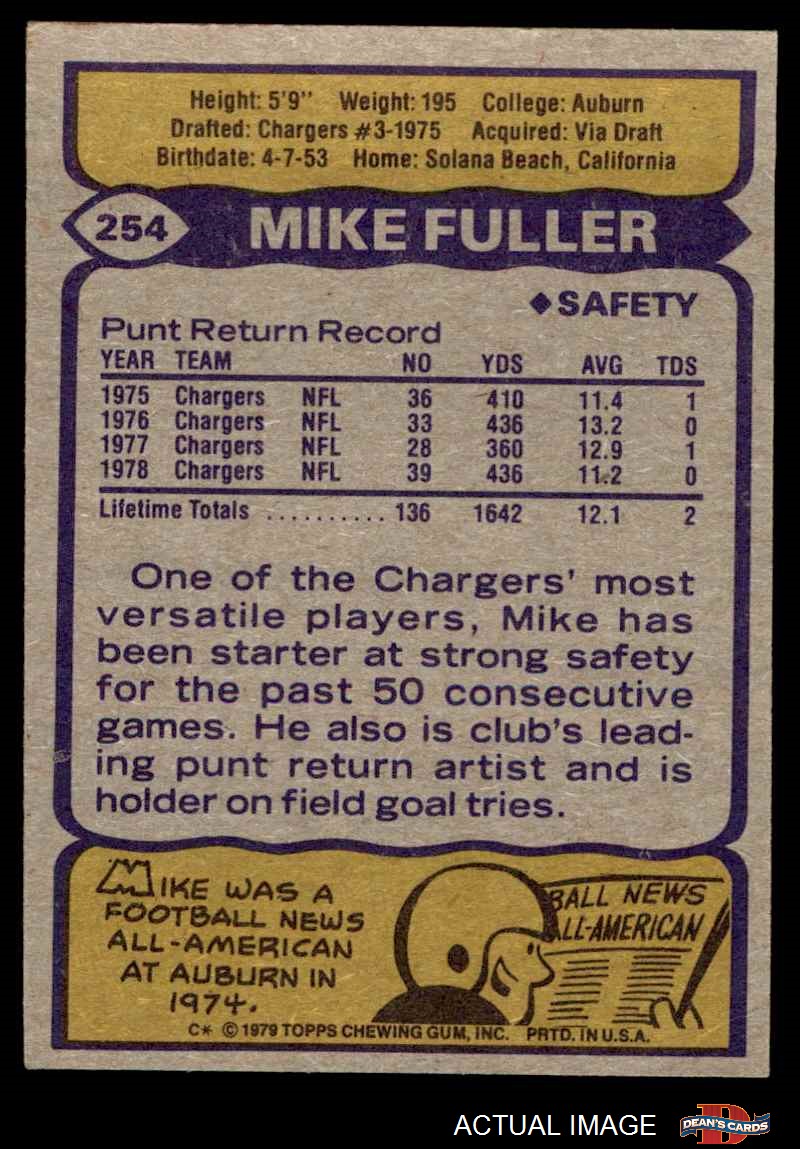 Height: 5'9" Weight: 195 College: Auburn
Drafted: Chargers #3-1975 Acquired: Via Draft
Birthdate: 4-7-53 Home: Solana Beach, California
254 MIKE FULLER
◆SAFETY
Punt Return Record
YEAR TEAM NO YDS AVG TDS
1975 Chargers NFL 36 410 11.4 1
1976 Chargers NFL 33 436 13.2 0
1977 Chargers NFL 28 360 12.9 1
1978 Chargers NFL 39 436 11.2 0
Lifetime Totals .......... 136 1642 12.1 2
One of the Chargers' most
versatile players, Mike has
been starter at strong safety
for the past 50 consecutive
games. He also is club's lead-
ing punt return artist and is
holder on field goal tries.
MIKE WAS A
FOOTBALL NEWS
ALL-AMERICAN
AT AUBURN IN
1974.
BALL NEWS
ALL-AMERICAN
C* © 1979 TOPPS CHEWING GUM, INC. PRTD. IN U.S.A.
ACTUAL IMAGE
D
DEAN'S CARDS